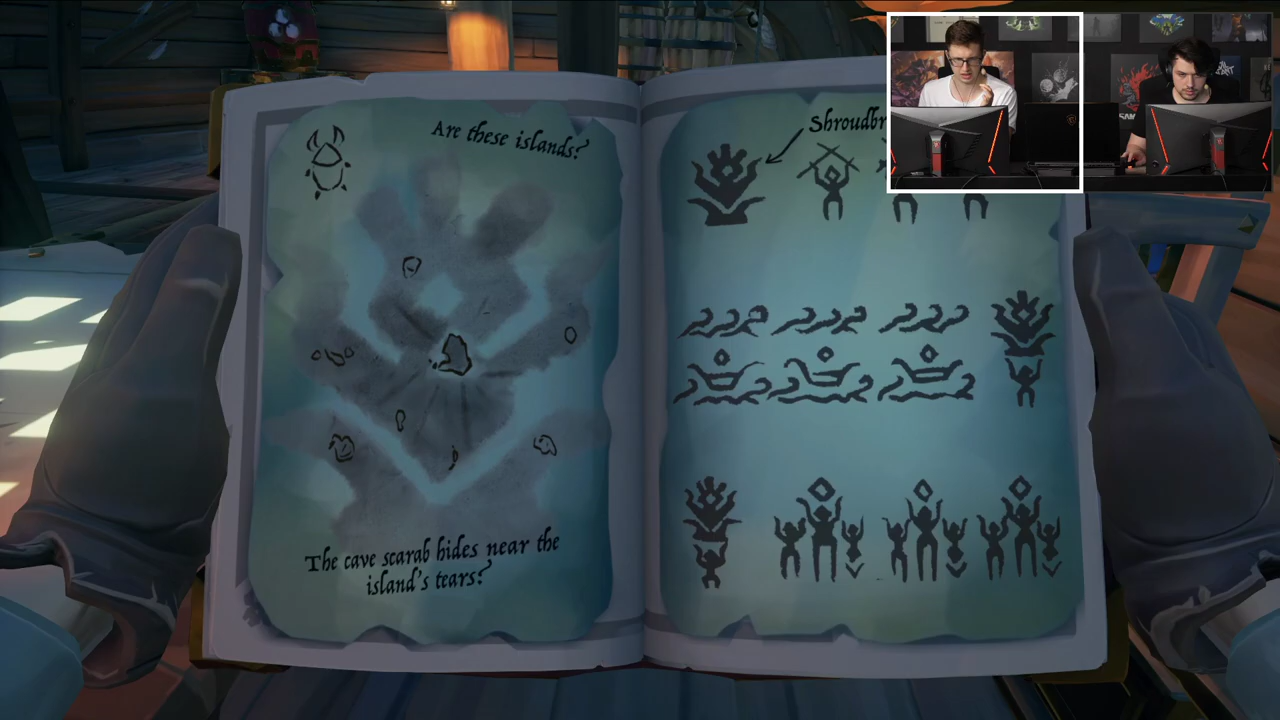 Are these islands?
The cave scarab hides near the
island's tears?